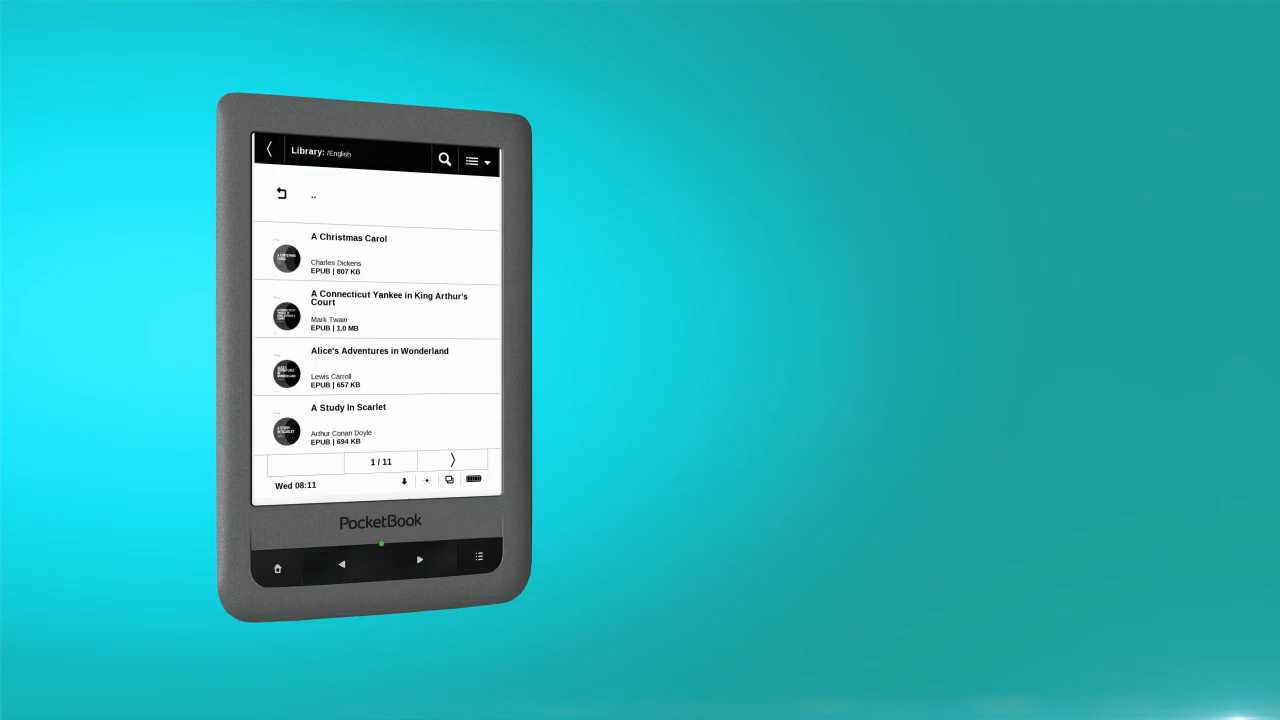 Library: /English
..
A Christmas Carol
Charles Dickens
EPUB | 807 KB
A Connecticut Yankee in King Arthur's
Court
Mark Twain
EPUB | 1.0 MB
Alice's Adventures in Wonderland
Lewis Carroll
EPUB | 657 KB
A Study In Scarlet
Arthur Conan Doyle
EPUB | 694 KB
1 / 11
Wed 08:11
PocketBook